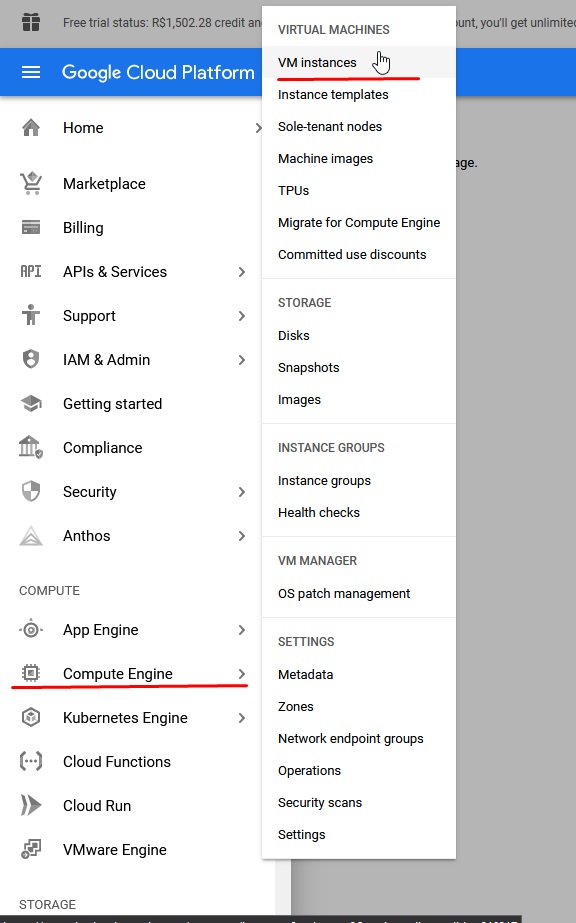 Free trial status: R$1,502.28 credit an
ount, you'll get unlimited
Google Cloud Platform
age.
Home
Marketplace
Billing
API
APIs & Services
Support
IAM & Admin
Getting started
Compliance
Security
Anthos
COMPUTE
App Engine
Compute Engine
Kubernetes Engine
Cloud Functions
Cloud Run
VMware Engine
STORAGE
VIRTUAL MACHINES
VM instances
Instance templates
Sole-tenant nodes
Machine images
TPUs
Migrate for Compute Engine
Committed use discounts
STORAGE
Disks
Snapshots
Images
INSTANCE GROUPS
Instance groups
Health checks
VM MANAGER
OS patch management
SETTINGS
Metadata
Zones
Network endpoint groups
Operations
Security scans
Settings